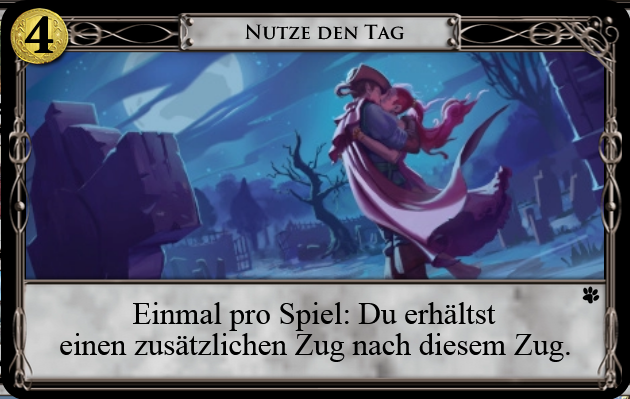 4
Nutze den Tag
Einmal pro Spiel: Du erhältst
einen zusätzlichen Zug nach diesem Zug.